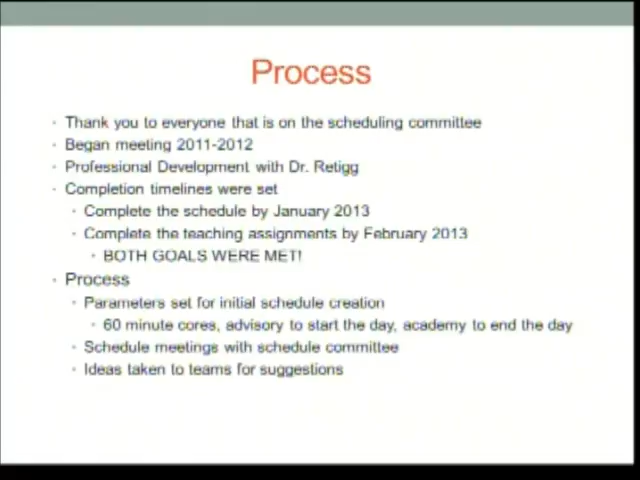 Process
Thank you to everyone that is on the scheduling committee
Began meeting 2011-2012
Professional Development with Dr. Retigg
Completion timelines were set
Complete the schedule by January 2013
Complete the teaching assignments by February 2013
BOTH GOALS WERE MET!
Process
Parameters set for initial schedule creation
60 minute cores, advisory to start the day, academy to end the day
Schedule meetings with schedule committee
Ideas taken to teams for suggestions